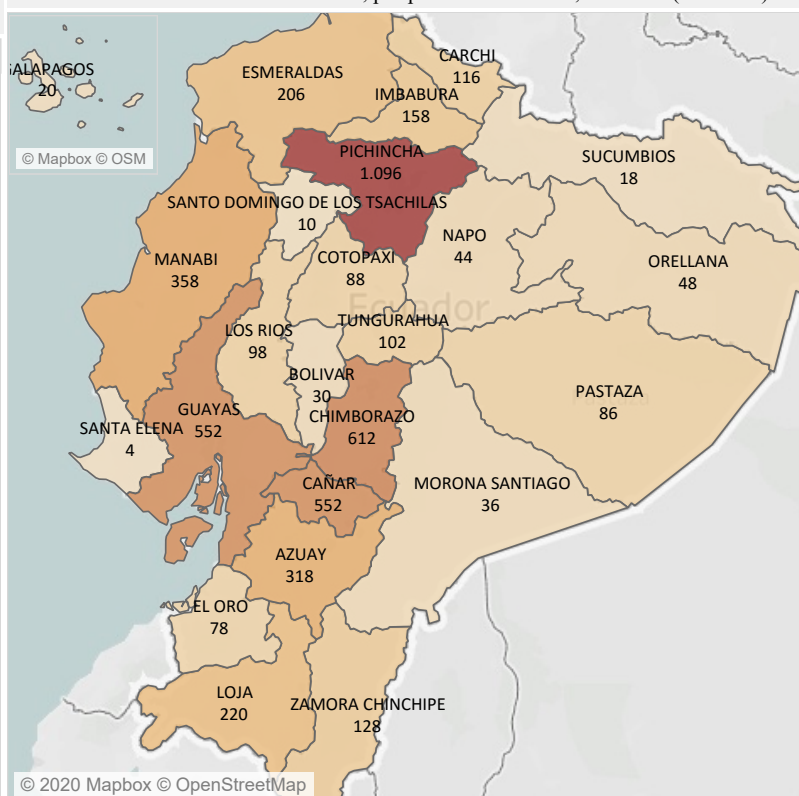 CARCHI
116
GALAPAGOS
20
ESMERALDAS
206
IMBABURA
158
© Mapbox © OSM
PICHINCHA
1.096
SUCUMBIOS
18
SANTO DOMINGO DE LOS TSACHILAS
10
NAPO
44
MANABI
358
COTOPAXI
88
ORELLANA
48
Ecuador
TUNGURAHUA
102
LOS RIOS
98
BOLIVAR
30
PASTAZA
86
GUAYAS
552
CHIMBORAZO
612
SANTA ELENA
4
CAÑAR
552
MORONA SANTIAGO
36
AZUAY
318
EL ORO
78
LOJA
220
ZAMORA CHINCHIPE
128
© 2020 Mapbox © OpenStreetMap